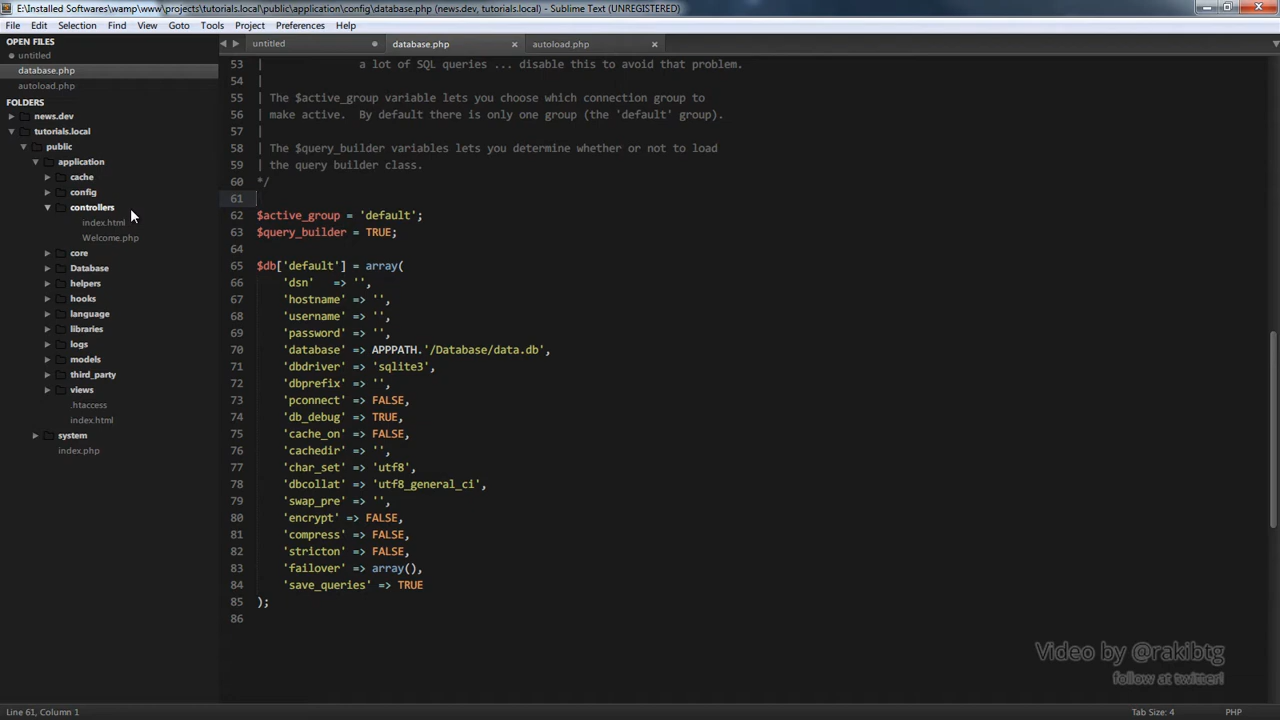 E:\Installed Softwares\wamp\www\projects\tutorials.local\public\application\config\database.php (news.dev, tutorials.local) - Sublime Text (UNREGISTERED)
File Edit Selection Find View Goto Tools Project Preferences Help
OPEN FILES
untitled
database.php
autoload.php
FOLDERS
news.dev
tutorials.local
public
application
cache
config
controllers
index.html
Welcome.php
core
Database
helpers
hooks
language
libraries
logs
models
third_party
views
.htaccess
index.html
system
index.php
untitled database.php autoload.php
53 | a lot of SQL queries ... disable this to avoid that problem.
54 |
55 | The $active_group variable lets you choose which connection group to
56 | make active. By default there is only one group (the 'default' group).
57 |
58 | The $query_builder variables lets you determine whether or not to load
59 | the query builder class.
60 */
61
62 $active_group = 'default';
63 $query_builder = TRUE;
64
65 $db['default'] = array(
66 'dsn' => '',
67 'hostname' => '',
68 'username' => '',
69 'password' => '',
70 'database' => APPPATH.'/Database/data.db',
71 'dbdriver' => 'sqlite3',
72 'dbprefix' => '',
73 'pconnect' => FALSE,
74 'db_debug' => TRUE,
75 'cache_on' => FALSE,
76 'cachedir' => '',
77 'char_set' => 'utf8',
78 'dbcollat' => 'utf8_general_ci',
79 'swap_pre' => '',
80 'encrypt' => FALSE,
81 'compress' => FALSE,
82 'stricton' => FALSE,
83 'failover' => array(),
84 'save_queries' => TRUE
85 );
86
Video by @rakibtg
follow at twitter!
Line 61, Column 1 Tab Size: 4 PHP